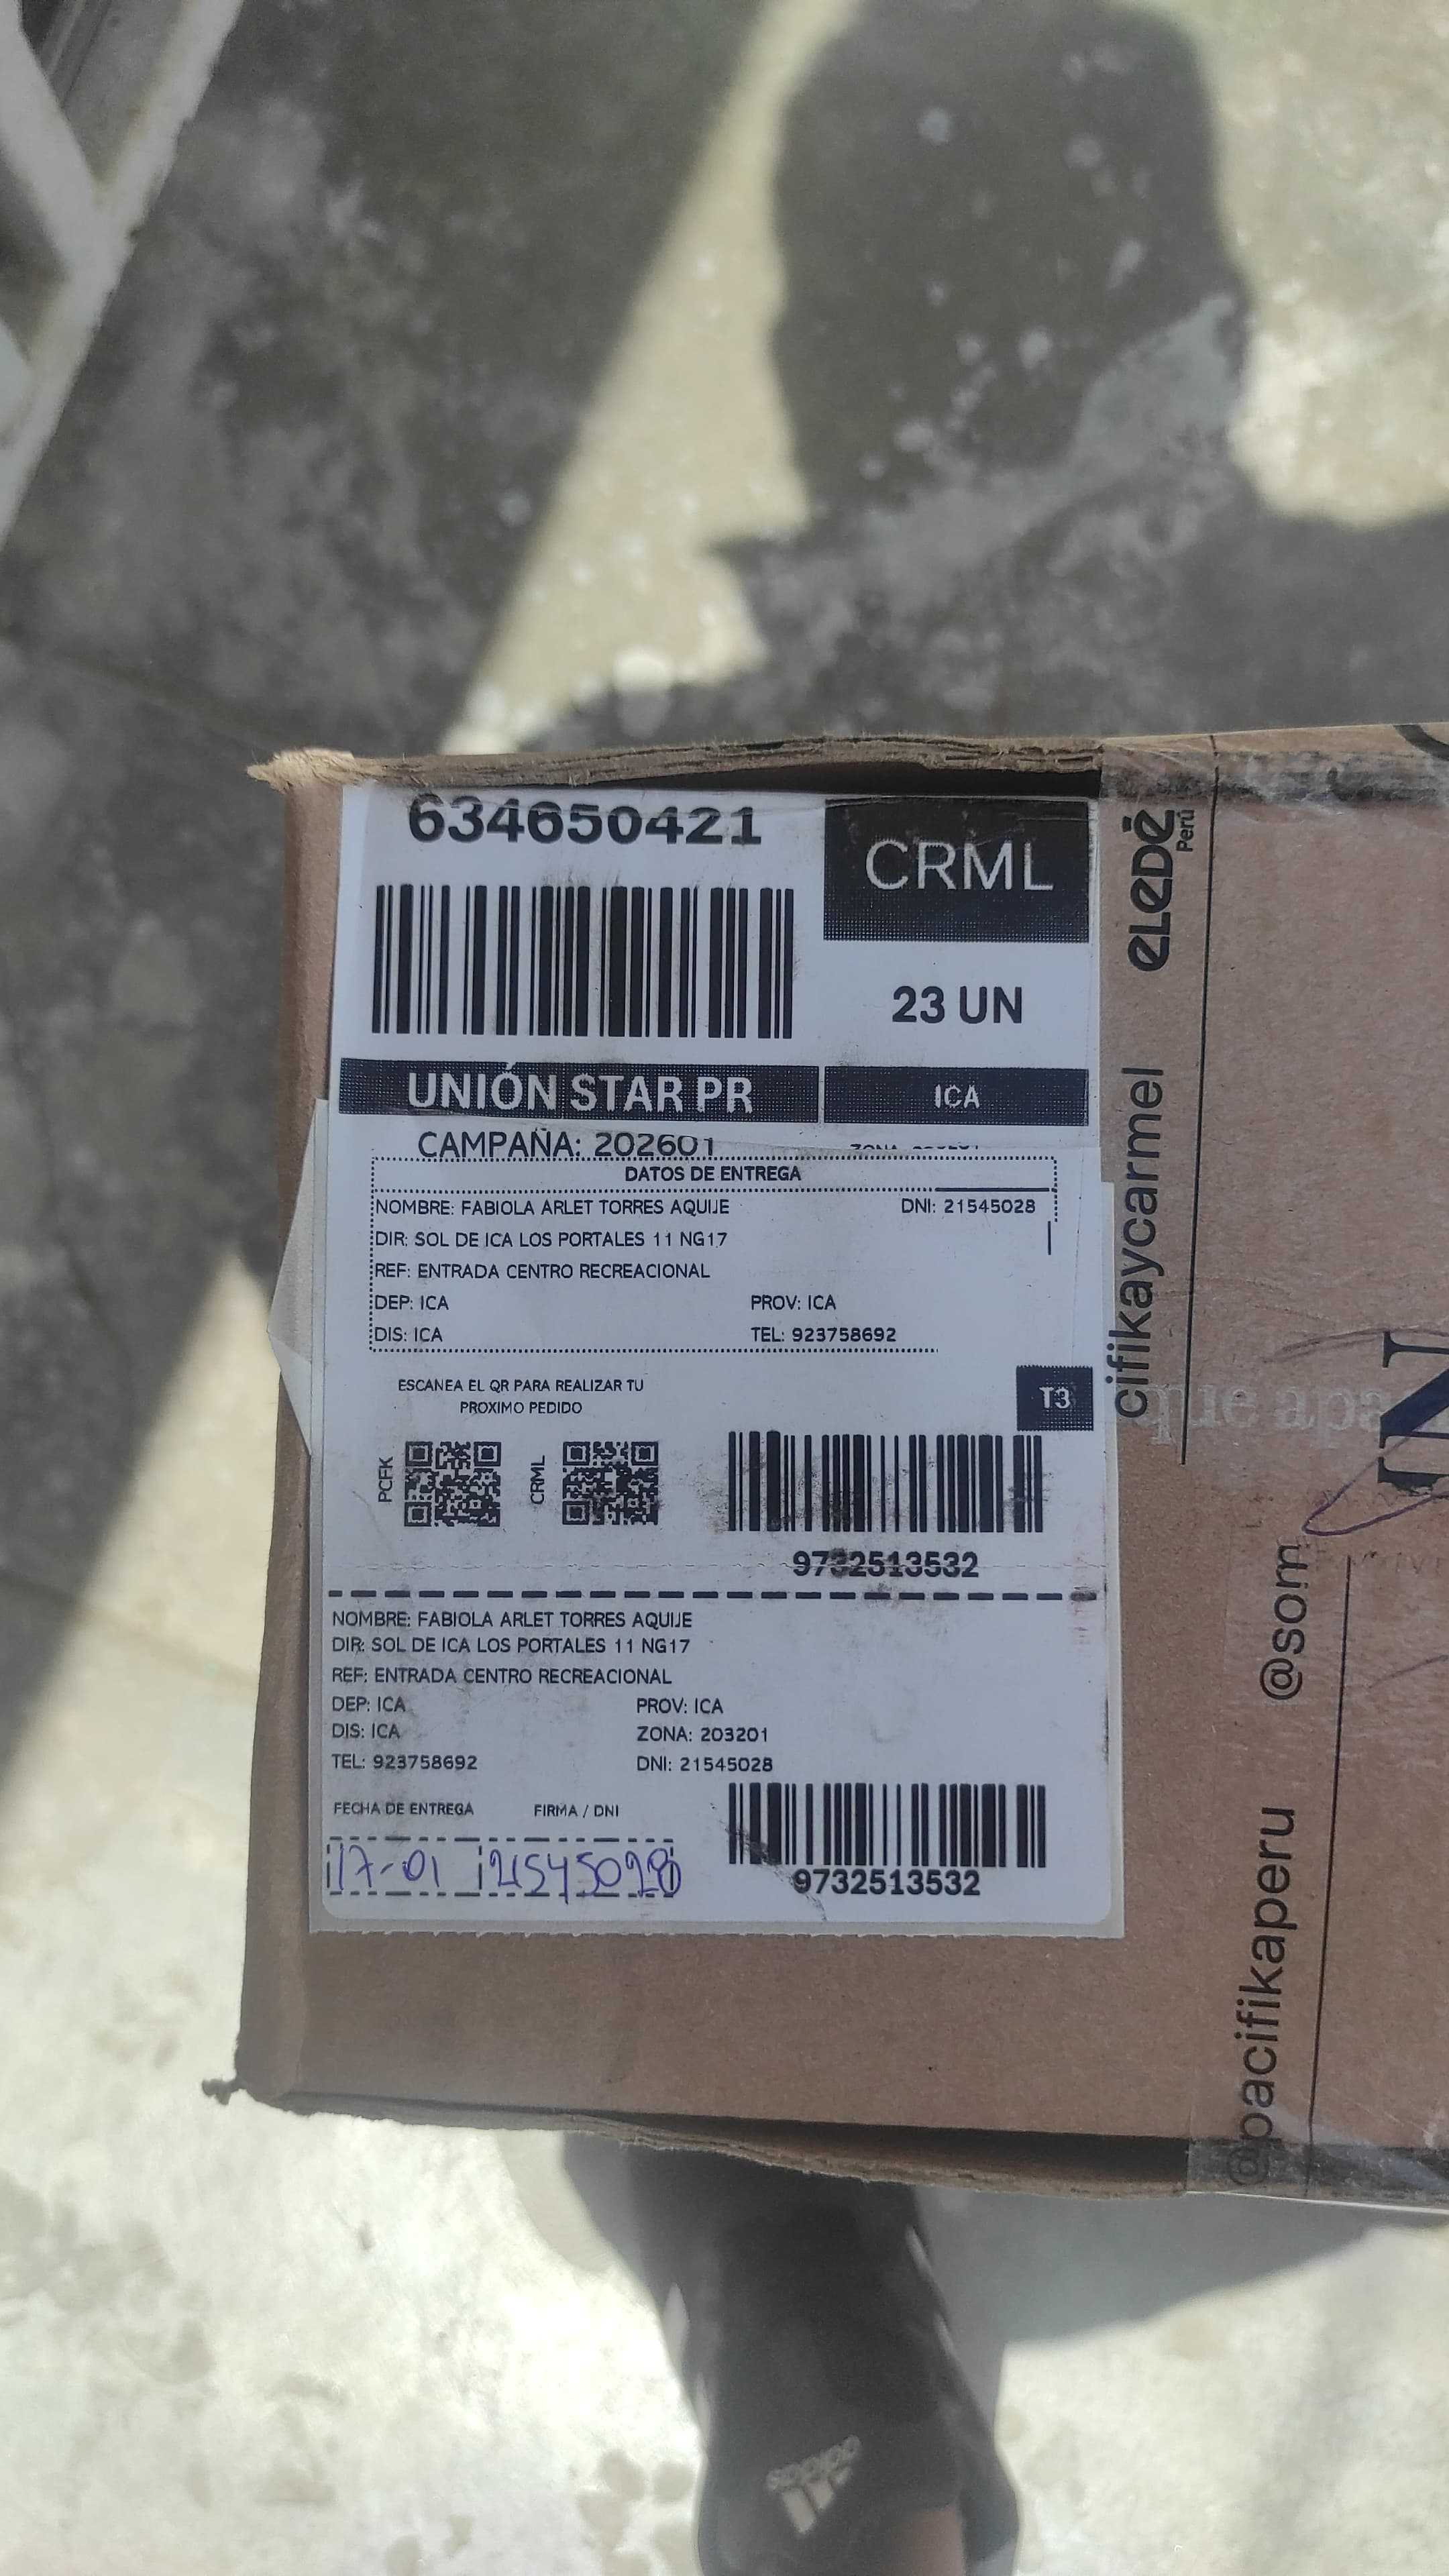 634650421
CRML
23 UN
UNIÓN STAR PR
ICA
CAMPAÑA: 202601
DATOS DE ENTREGA
NOMBRE: FABIOLA ARLET TORRES AQUIJE DNI: 21545028
DIR: SOL DE ICA LOS PORTALES 11 NG17
REF: ENTRADA CENTRO RECREACIONAL
DEP: ICA PROV: ICA
DIS: ICA TEL: 923758692
ESCANEA EL QR PARA REALIZAR TU
PROXIMO PEDIDO
T3
PCFK
CRML
9732513532
NOMBRE: FABIOLA ARLET TORRES AQUIJE
DIR: SOL DE ICA LOS PORTALES 11 NG17
REF: ENTRADA CENTRO RECREACIONAL
DEP: ICA PROV: ICA
DIS: ICA ZONA: 203201
TEL: 923758692 DNI: 21545028
FECHA DE ENTREGA FIRMA / DNI
17-01 21545028
9732513532
eLeDé
Perú
cifikaycarmel
que apa
@som
@pacifikaperu
N
adidas